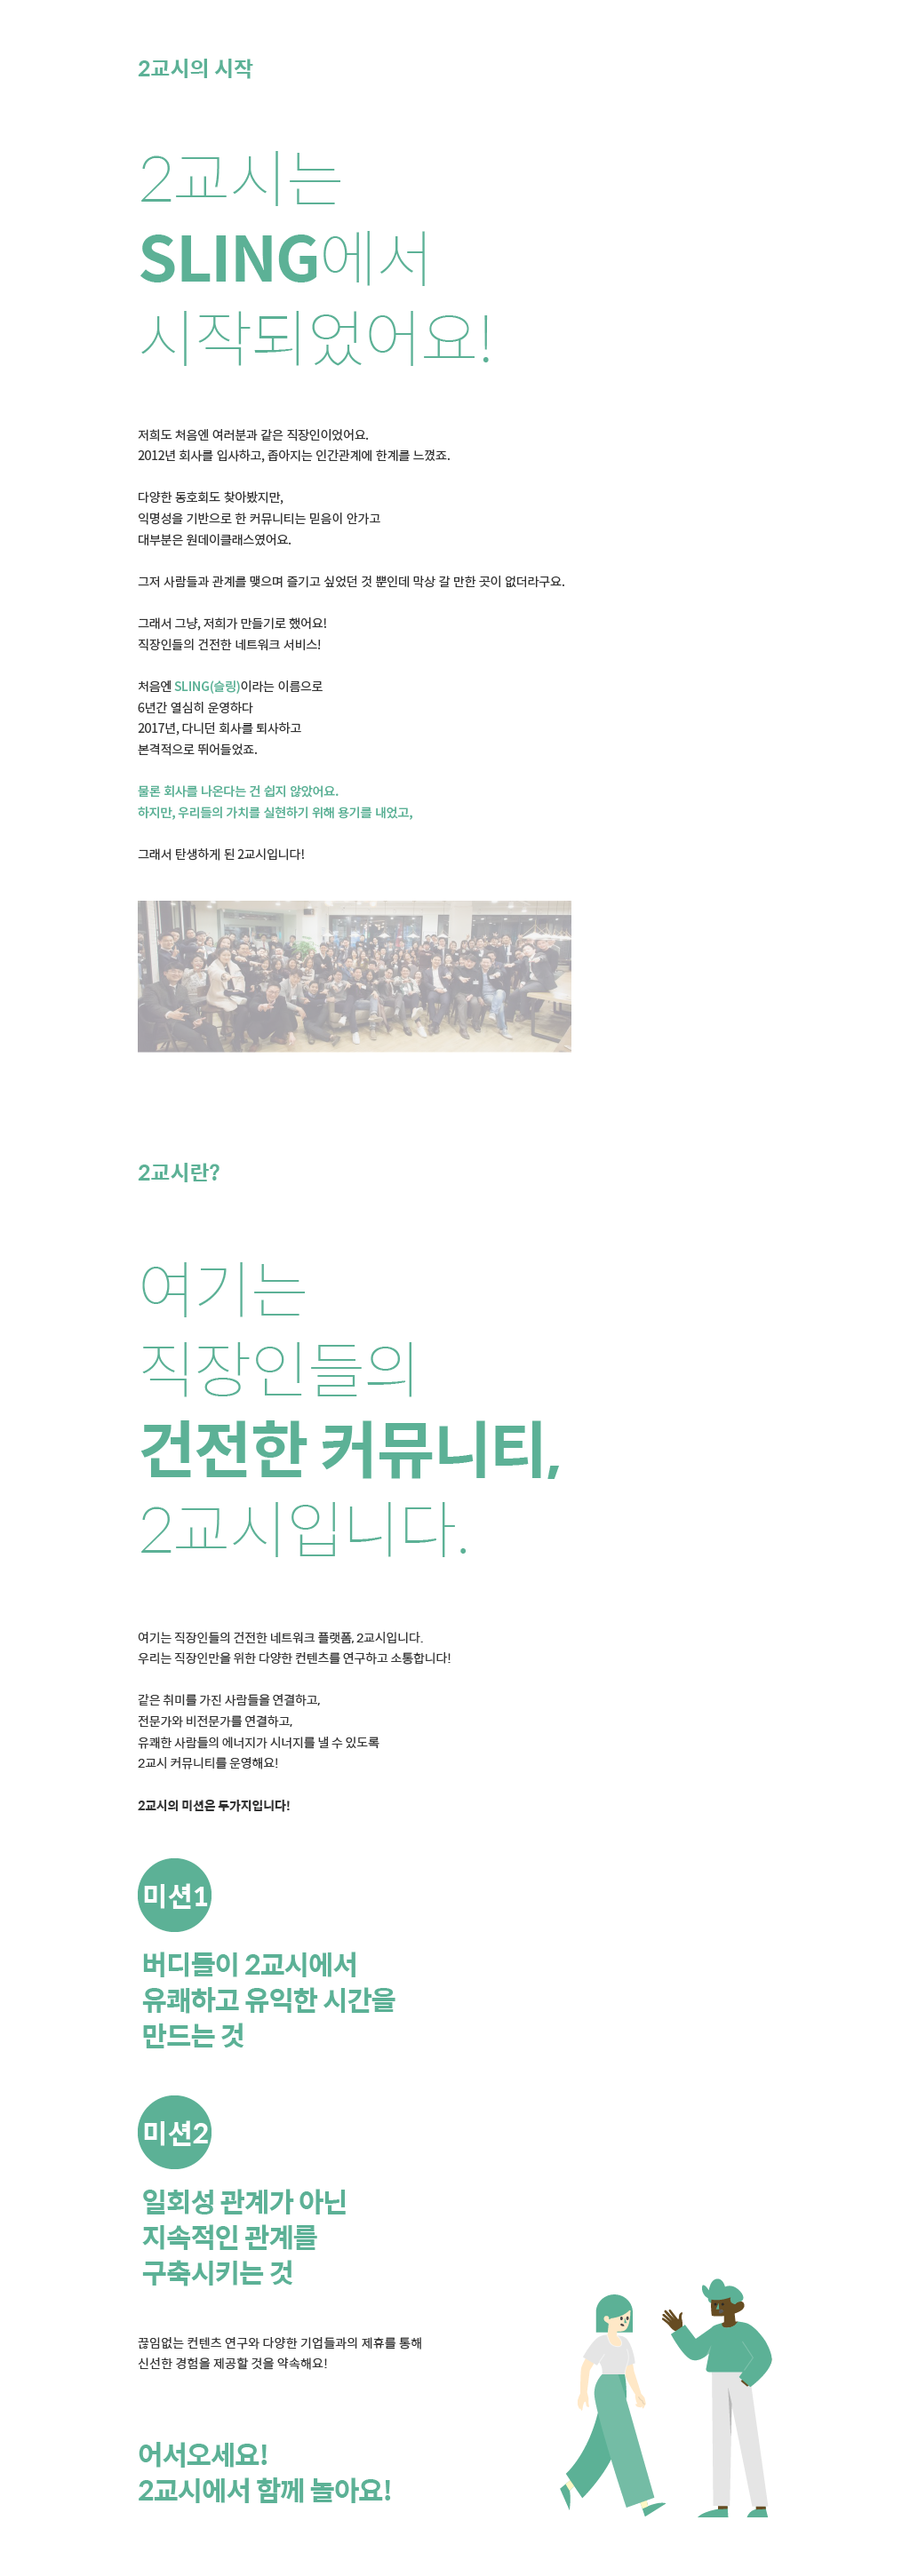 2교시의 시작
2교시는
SLING에서
시작되었어요!
저희도 처음엔 여러분과 같은 직장인이었어요.
2012년 회사를 입사하고, 좁아지는 인간관계에 한계를 느꼈죠.
다양한 동호회도 찾아봤지만,
익명성을 기반으로 한 커뮤니티는 믿음이 안가고
대부분은 원데이클래스였어요.
그저 사람들과 관계를 맺으며 즐기고 싶었던 것 뿐인데 막상 갈 만한 곳이 없더라구요.
그래서 그냥, 저희가 만들기로 했어요!
직장인들의 건전한 네트워크 서비스!
처음엔 SLING(슬링)이라는 이름으로
6년간 열심히 운영하다
2017년, 다니던 회사를 퇴사하고
본격적으로 뛰어들었죠.
물론 회사를 나온다는 건 쉽지 않았어요.
하지만, 우리들의 가치를 실현하기 위해 용기를 내었고,
그래서 탄생하게 된 2교시입니다!
2교시란?
여기는
직장인들의
건전한 커뮤니티,
2교시입니다.
여기는 직장인들의 건전한 네트워크 플랫폼, 2교시입니다.
우리는 직장인만을 위한 다양한 컨텐츠를 연구하고 소통합니다!
같은 취미를 가진 사람들을 연결하고,
전문가와 비전문가를 연결하고,
유쾌한 사람들의 에너지가 시너지를 낼 수 있도록
2교시 커뮤니티를 운영해요!
2교시의 미션은 두가지입니다!
미션1
버디들이 2교시에서
유쾌하고 유익한 시간을
만드는 것
미션2
일회성 관계가 아닌
지속적인 관계를
구축시키는 것
끊임없는 컨텐츠 연구와 다양한 기업들과의 제휴를 통해
신선한 경험을 제공할 것을 약속해요!
어서오세요!
2교시에서 함께 놀아요!